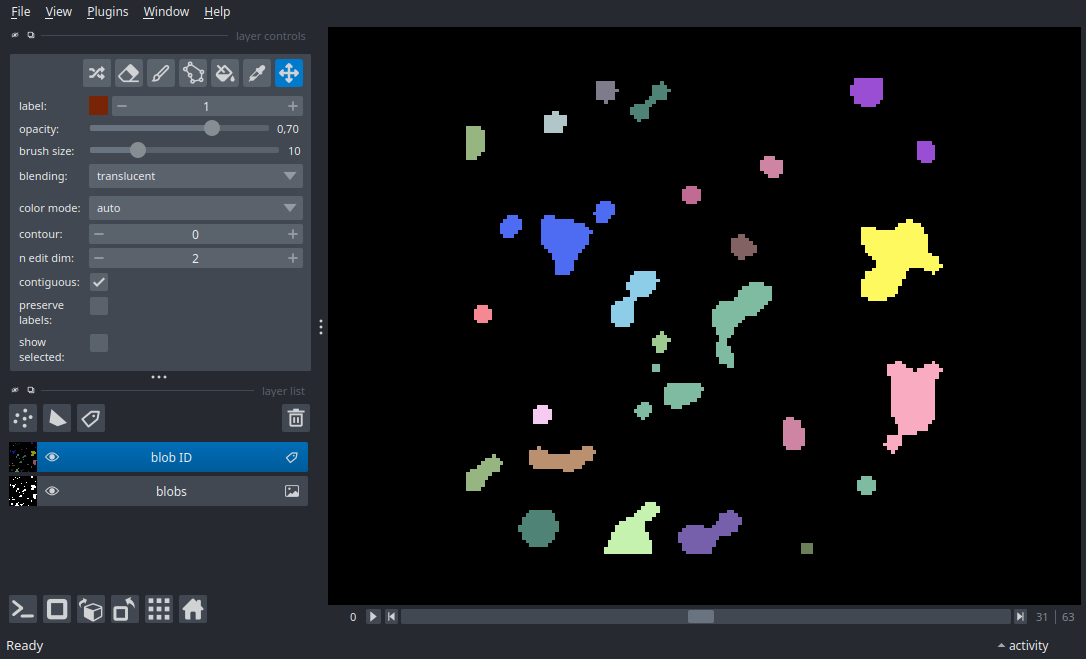 File View Plugins Window Help
layer controls
label: 1
opacity: 0,70
brush size: 10
blending: translucent
color mode: auto
contour: 0
n edit dim: 2
contiguous:
preserve
labels:
show
selected:
layer list
blob ID
blobs
0 31 63
Ready activity